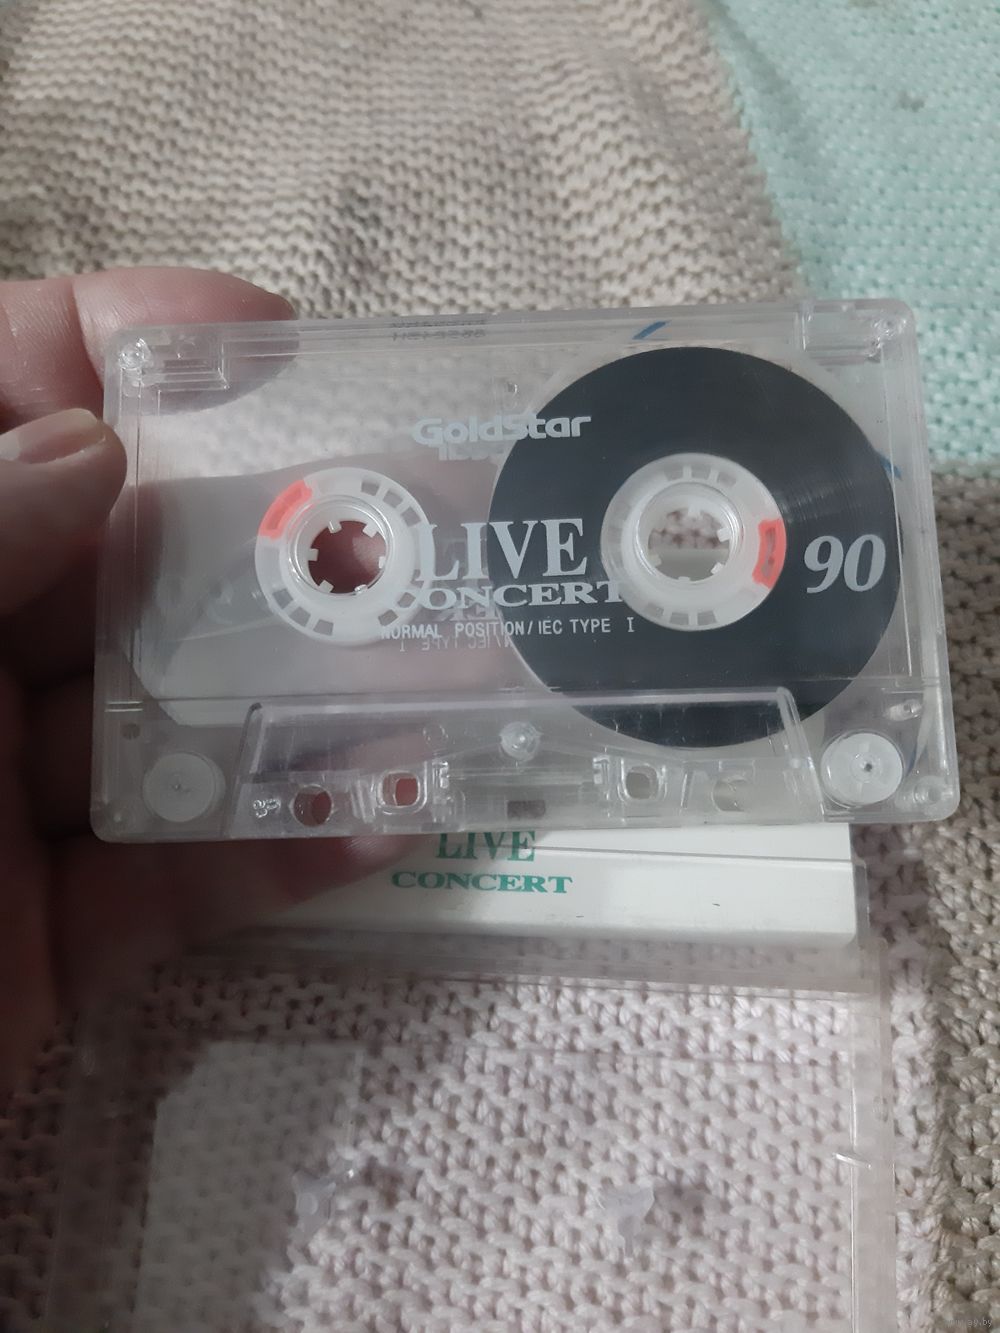 GoldStar
LIVE
CONCERT
90
NORMAL POSITION/IEC TYPE I
LIVE
CONCERT